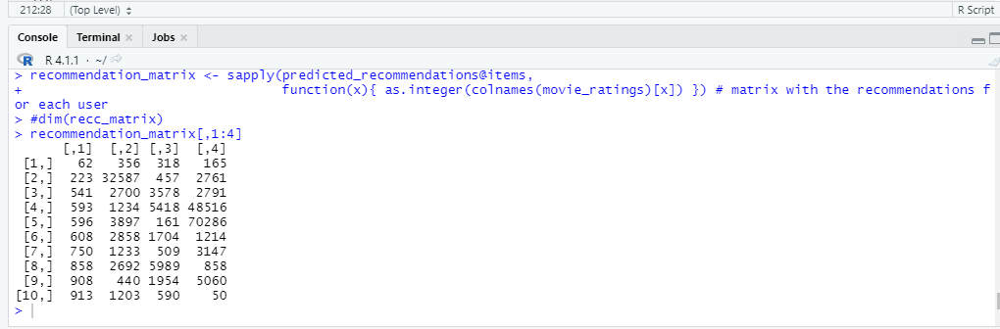 212:28 (Top Level) R Script
Console Terminal Jobs
R 4.1.1 · ~/
> recommendation_matrix <- sapply(predicted_recommendations@items,
+                                 function(x){ as.integer(colnames(movie_ratings)[x]) }) # matrix with the recommendations f
or each user
> #dim(recc_matrix)
> recommendation_matrix[,1:4]
      [,1]  [,2] [,3]  [,4]
 [1,]   62   356  318   165
 [2,]  223 32587  457  2761
 [3,]  541  2700 3578  2791
 [4,]  593  1234 5418 48516
 [5,]  596  3897  161 70286
 [6,]  608  2858 1704  1214
 [7,]  750  1233  509  3147
 [8,]  858  2692 5989   858
 [9,]  908   440 1954  5060
[10,]  913  1203  590    50
>